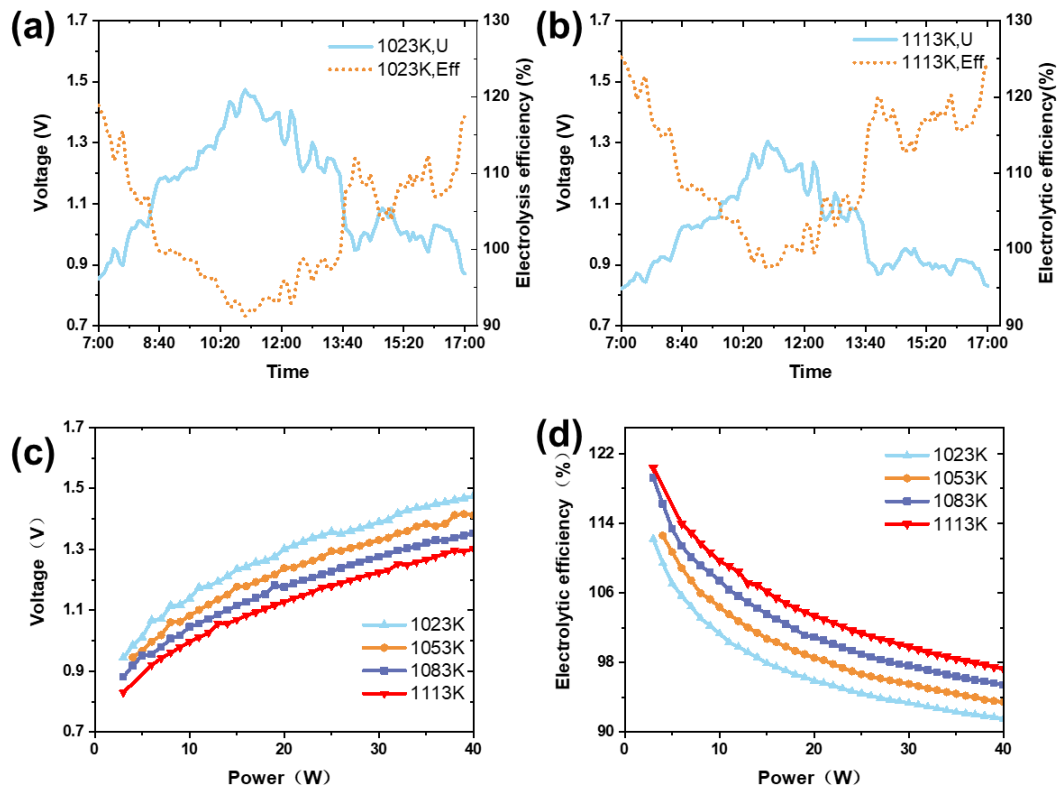 (a)
1.7
1.5
1.3
1.1
0.9
0.7
Voltage (V)
1023K,U
1023K,Eff
130
120
110
100
90
Electrolysis efficiency (%)
7:00 8:40 10:20 12:00 13:40 15:20 17:00
Time
(b)
1.7
1.5
1.3
1.1
0.9
0.7
Voltage (V)
1113K,U
1113K,Eff
130
120
110
100
90
Electrolytic efficiency(%)
7:00 8:40 10:20 12:00 13:40 15:20 17:00
Time
(c)
1.7
1.5
1.3
1.1
0.9
0.7
Voltage（V）
1023K
1053K
1083K
1113K
0 10 20 30 40
Power（W）
(d)
122
114
106
98
90
Electrolytic efficiency（%）
1023K
1053K
1083K
1113K
0 10 20 30 40
Power（W）